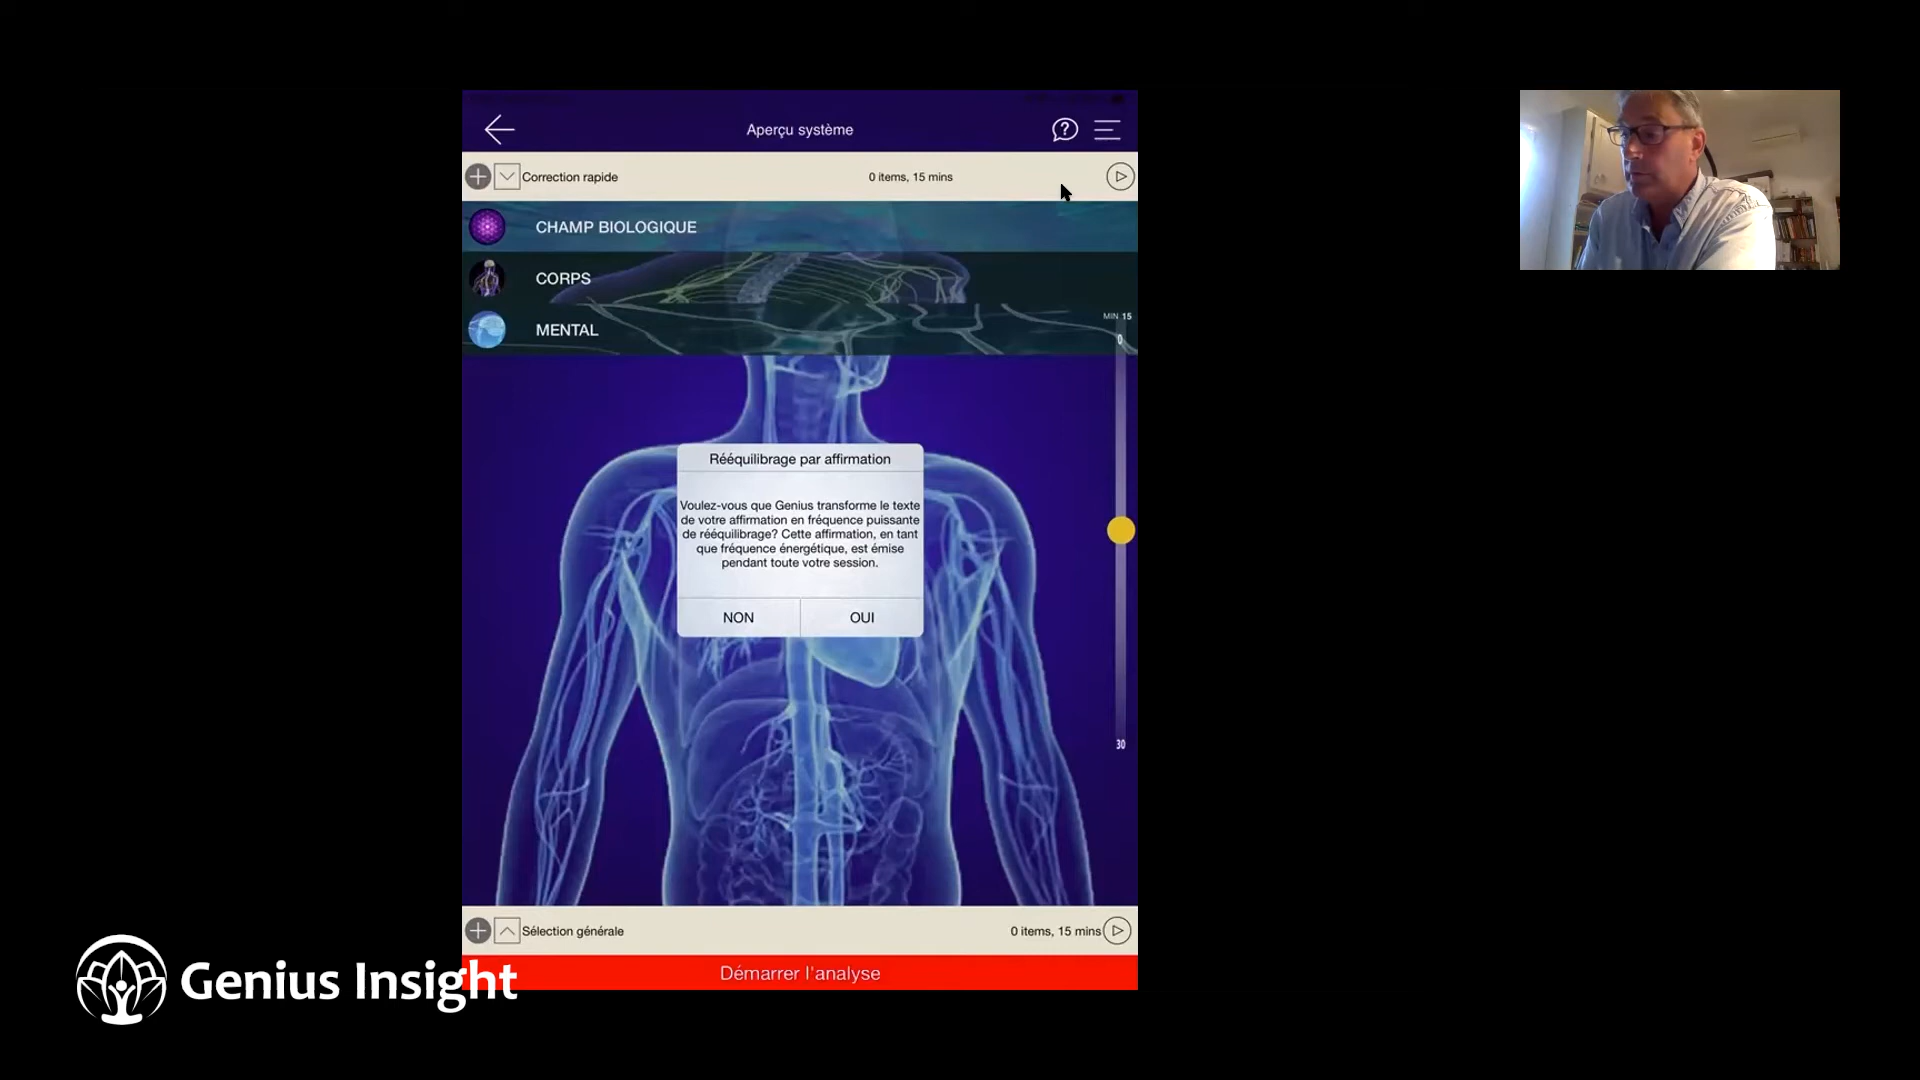 Aperçu système
Correction rapide
0 items, 15 mins
CHAMP BIOLOGIQUE
CORPS
MENTAL
MIN 15
0
Rééquilibrage par affirmation
Voulez-vous que Genius transforme le texte
de votre affirmation en fréquence puissante
de rééquilibrage? Cette affirmation, en tant
que fréquence énergétique, est émise
pendant toute votre session.
NON
OUI
30
Sélection générale
0 items, 15 mins
Démarrer l'analyse
Genius Insight